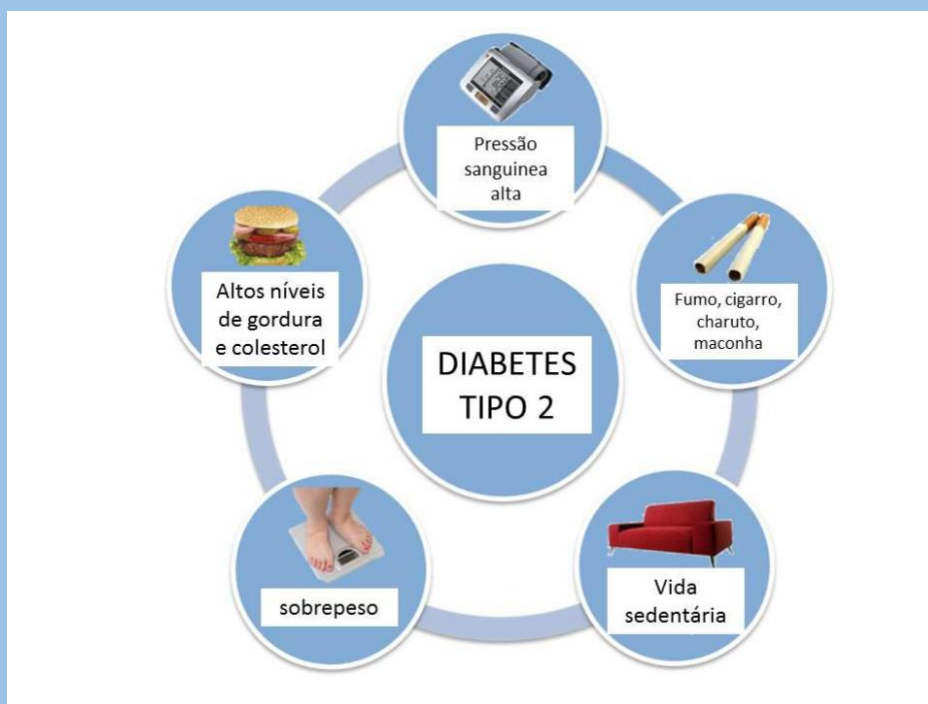 Pressão
sanguinea
alta
Altos níveis
de gordura
e colesterol
Fumo, cigarro,
charuto,
maconha
DIABETES
TIPO 2
sobrepeso
Vida
sedentária